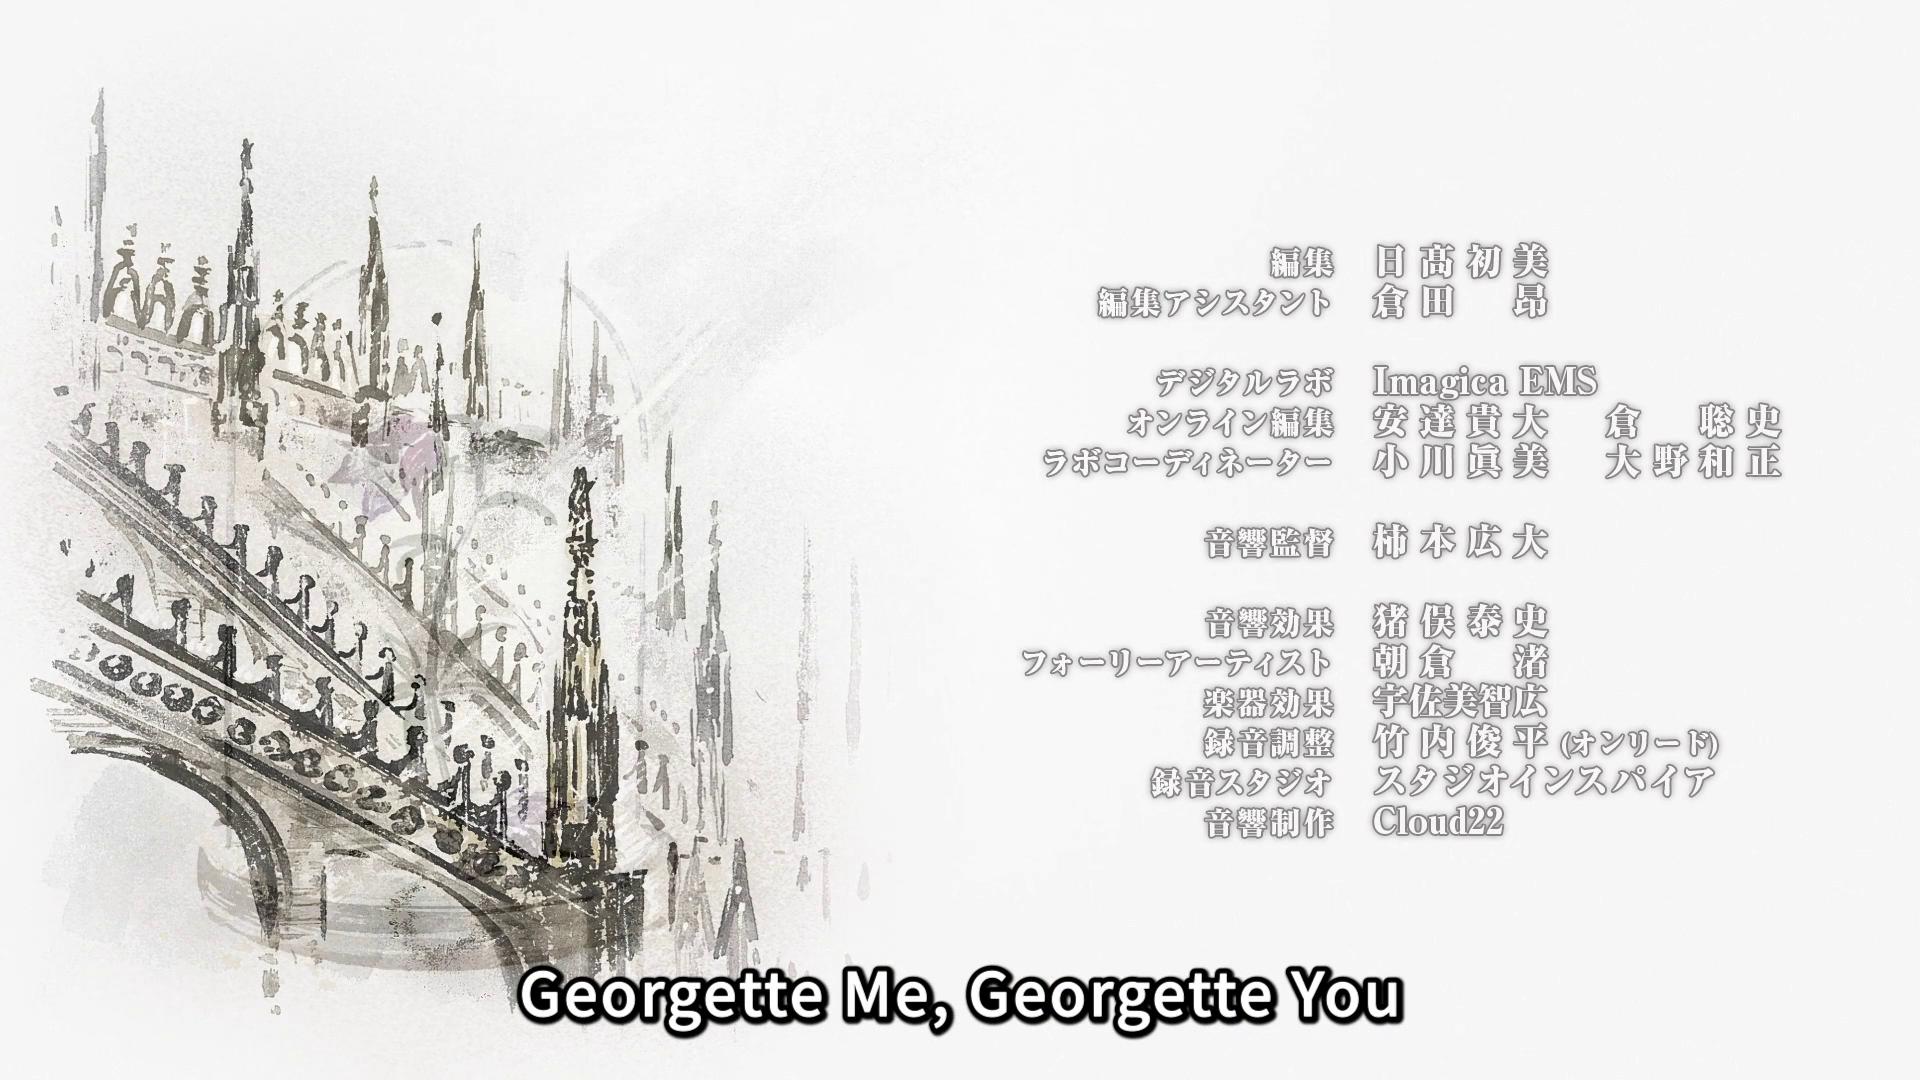 編集 日髙初美
編集アシスタント 倉田 昂
デジタルラボ Imagica EMS
オンライン編集 安達貴大 倉 聡史
ラボコーディネーター 小川眞美 大野和正
音響監督 柿本広大
音響効果 猪俣泰史
フォーリーアーティスト 朝倉 渚
楽器効果 宇佐美智広
録音調整 竹内俊平 (オンリード)
録音スタジオ スタジオインスパイア
音響制作 Cloud22
Georgette Me, Georgette You